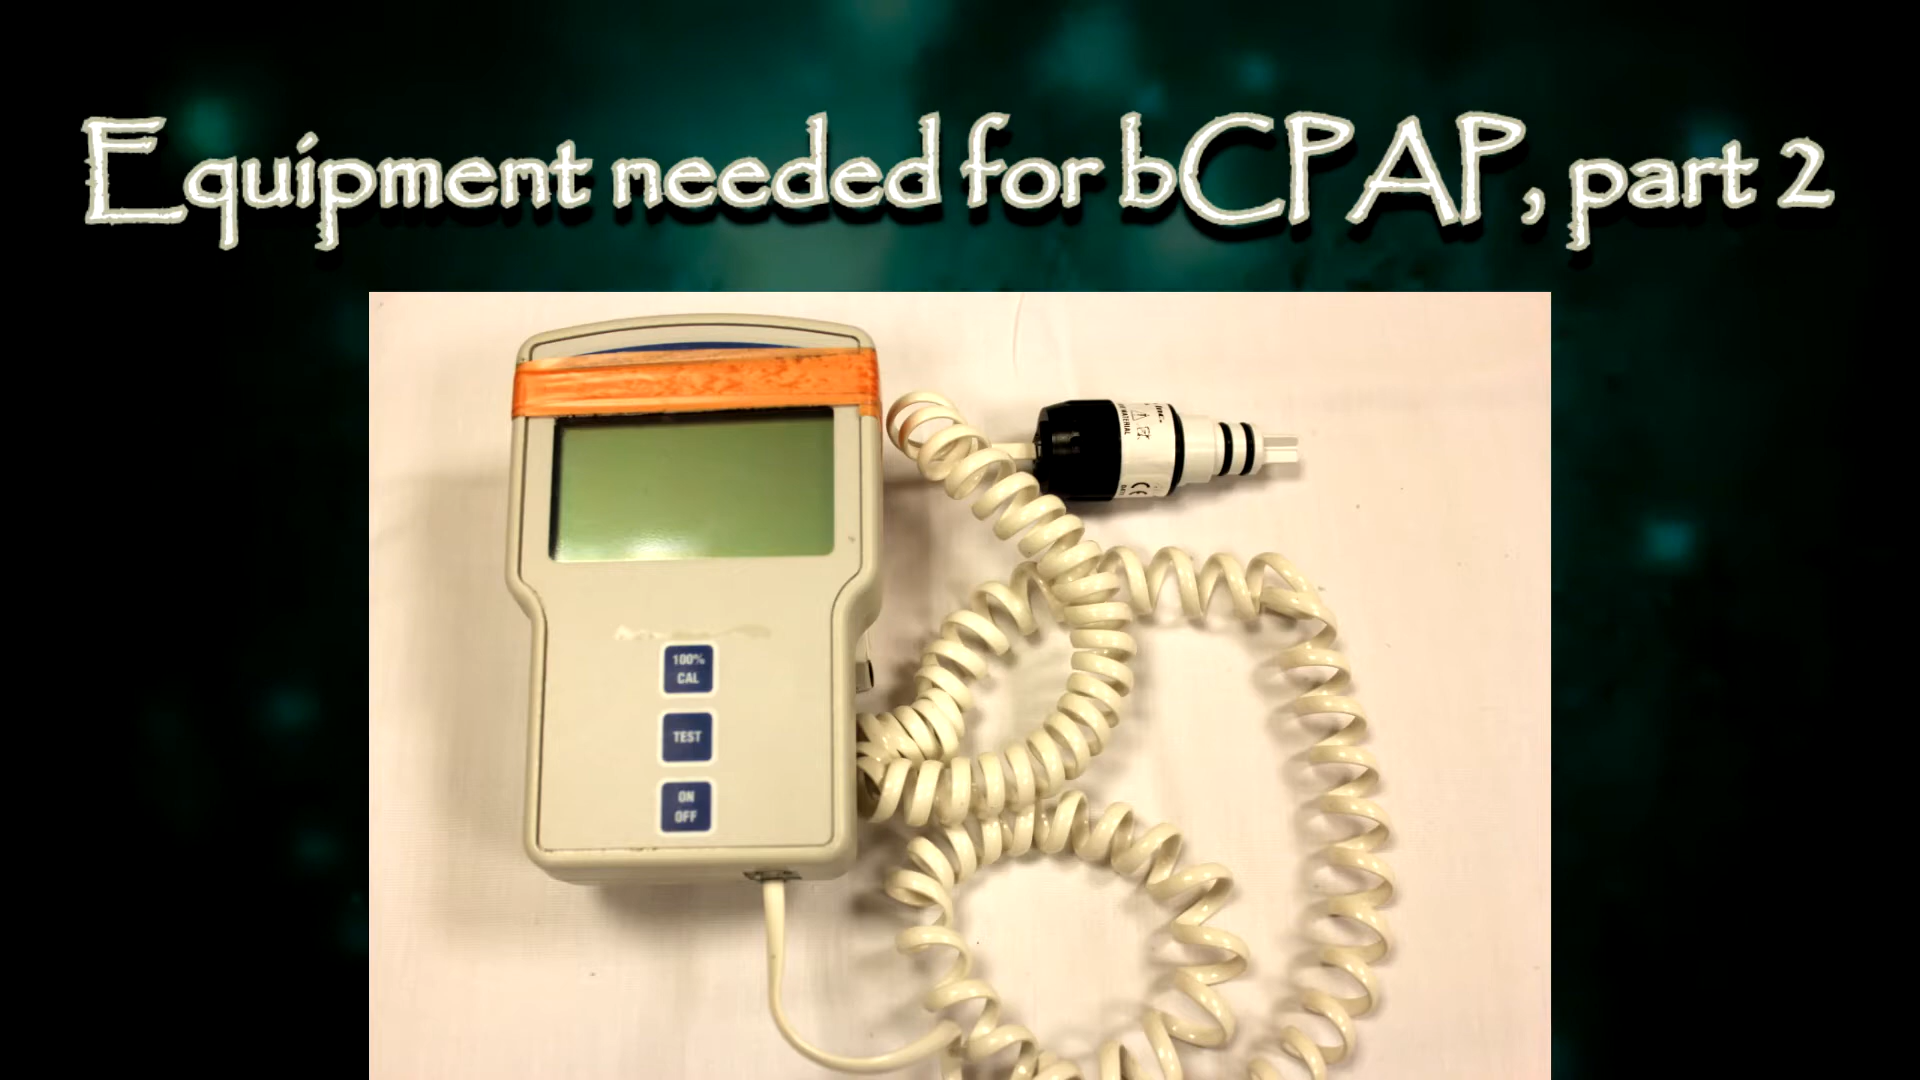 Equipment needed for bCPAP, part 2
100%
CAL
TEST
ON
OFF